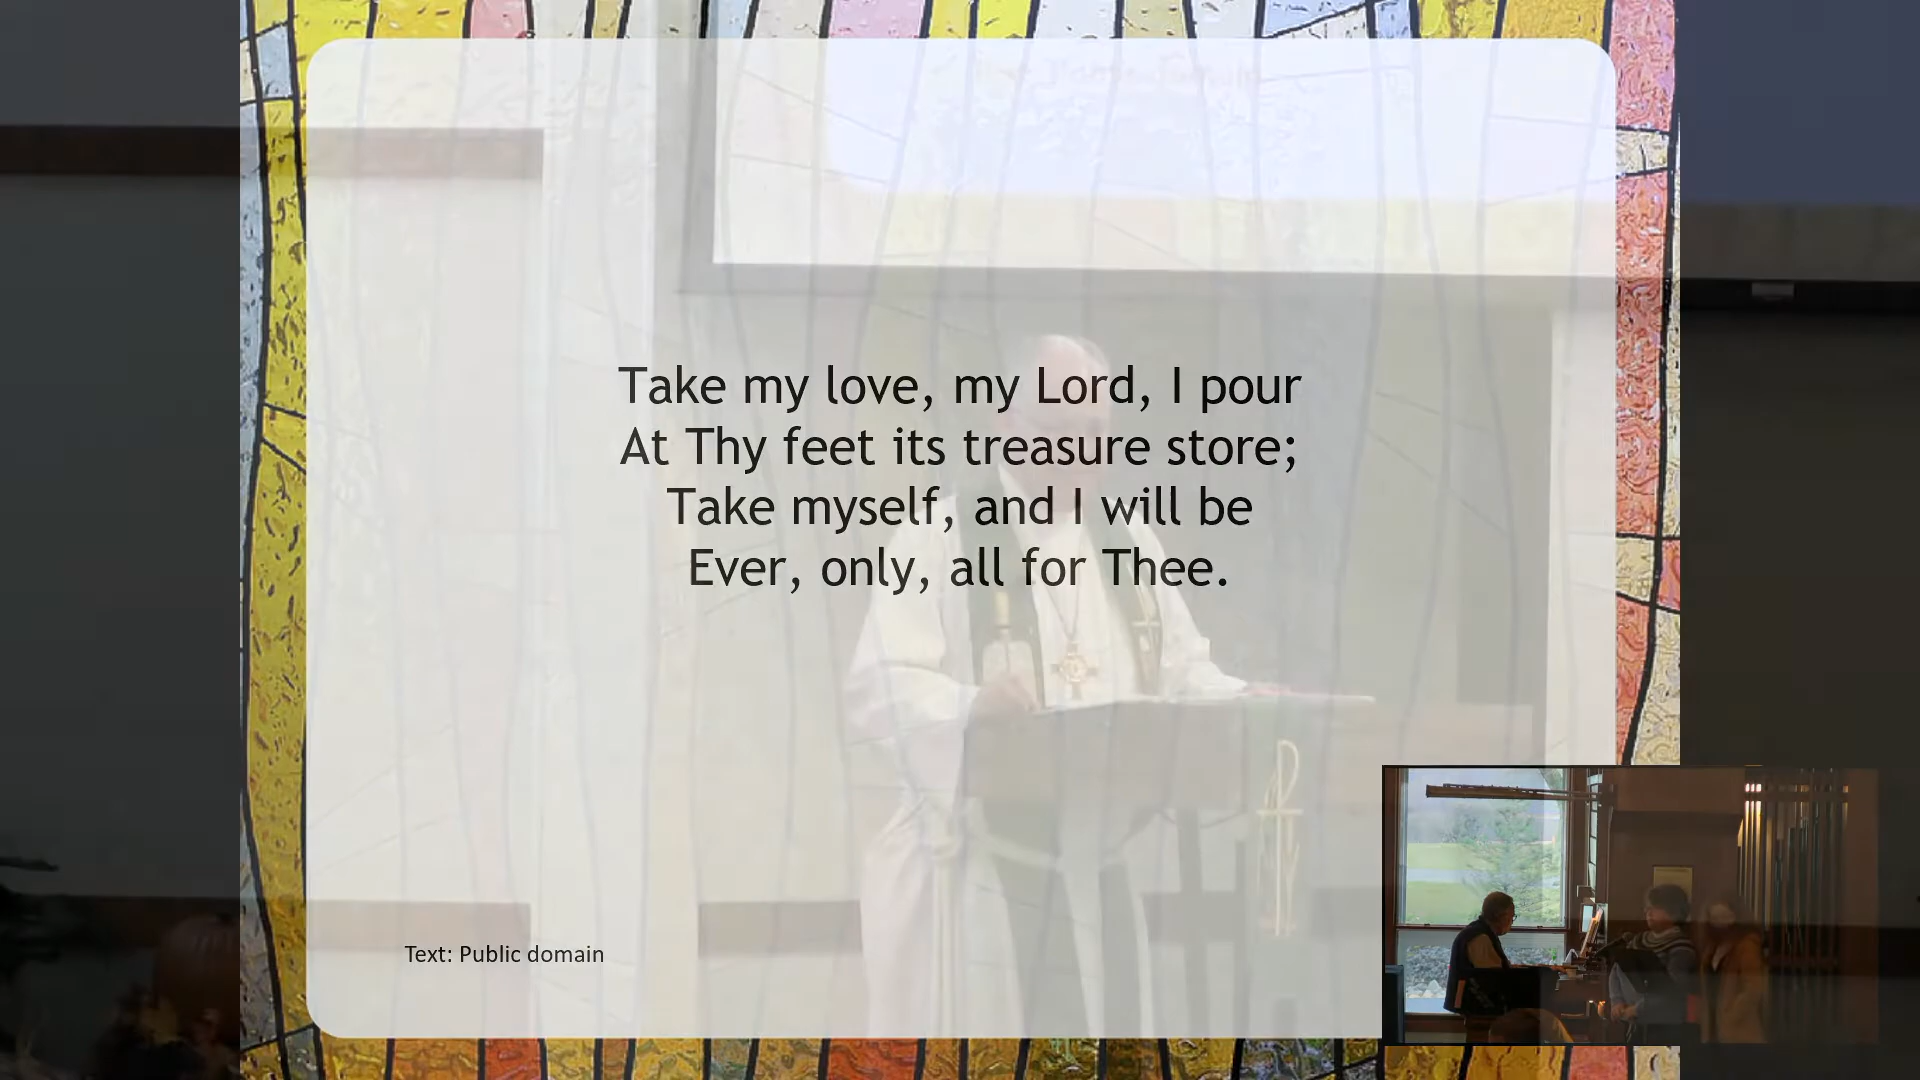 Take my love, my Lord, I pour
At Thy feet its treasure store;
Take myself, and I will be
Ever, only, all for Thee.
Text: Public domain